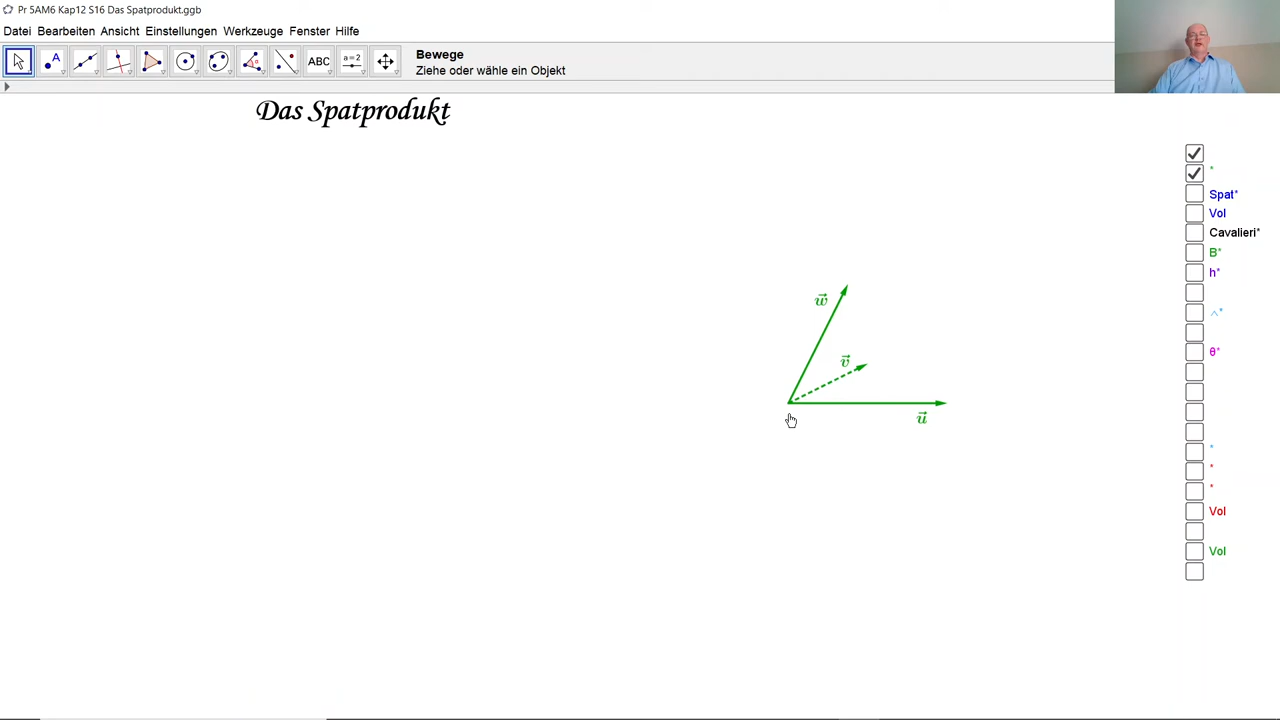 Pr 5AM6 Kap12 S16 Das Spatprodukt.ggb
Datei Bearbeiten Ansicht Einstellungen Werkzeuge Fenster Hilfe
A
ABC
a=2
Bewege
Ziehe oder wähle ein Objekt
Das Spatprodukt
*
Spat*
Vol
Cavalieri*
B*
h*
^*
θ*
*
*
*
Vol
Vol
w⃗
v⃗
u⃗